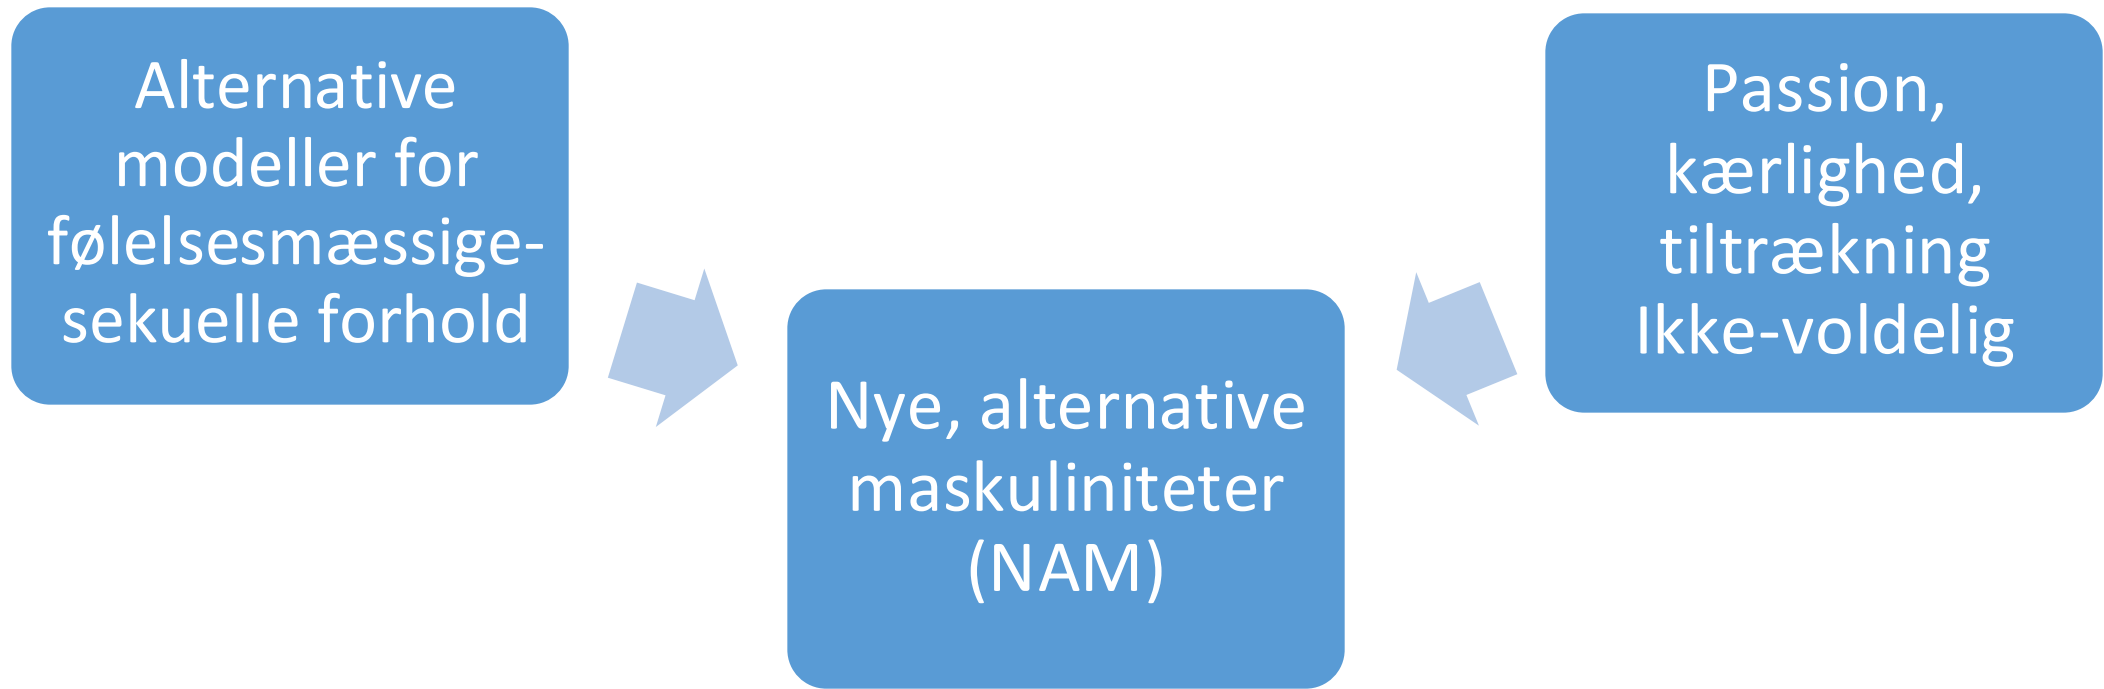 Alternative
modeller for
følelsesmæssige-
sekuelle forhold
Passion,
kærlighed,
tiltrækning
Ikke-voldelig
Nye, alternative
maskuliniteter
(NAM)